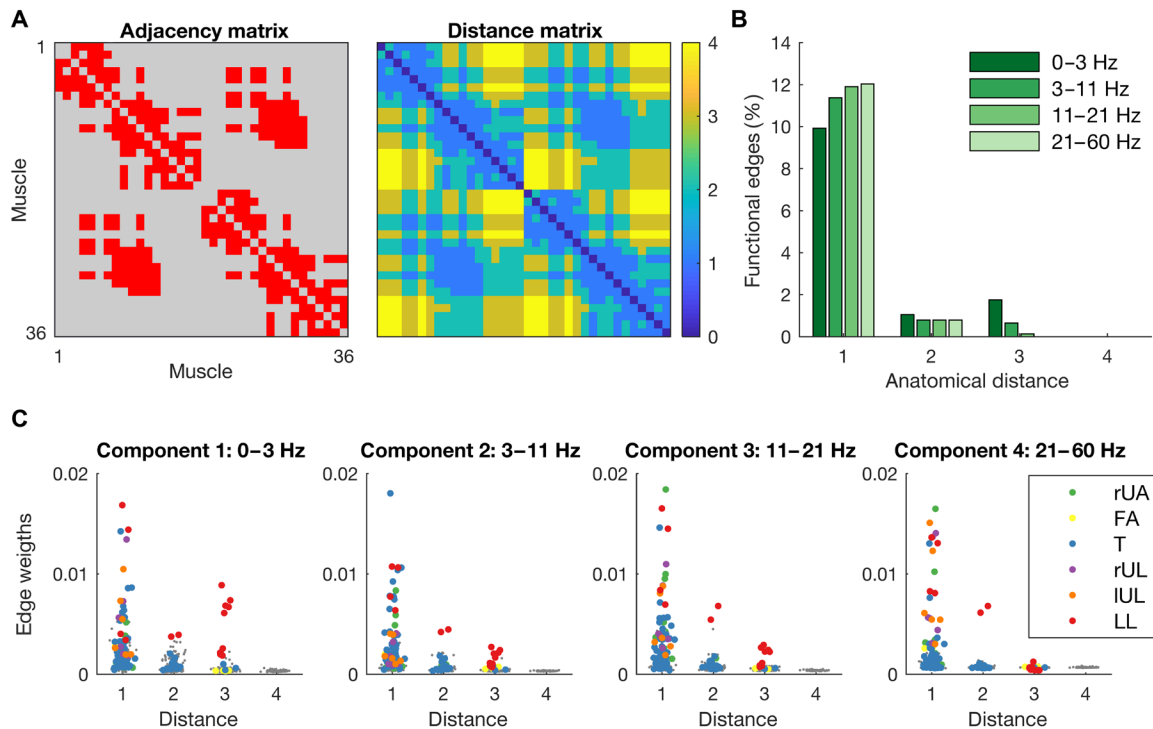 A
Adjacency matrix
Distance matrix
1
Muscle
36
1
36
Muscle
4
3
2
1
0
B
14
12
10
8
6
4
2
0
Functional edges (%)
0–3 Hz
3–11 Hz
11–21 Hz
21–60 Hz
1 2 3 4
Anatomical distance
C
Component 1: 0–3 Hz
Component 2: 3–11 Hz
Component 3: 11–21 Hz
Component 4: 21–60 Hz
Edge weigths
0.02
0.01
0
1 2 3 4
Distance
0.02
0.01
0
1 2 3 4
Distance
0.02
0.01
0
1 2 3 4
Distance
0.02
0.01
0
1 2 3 4
Distance
rUA
FA
T
rUL
lUL
LL